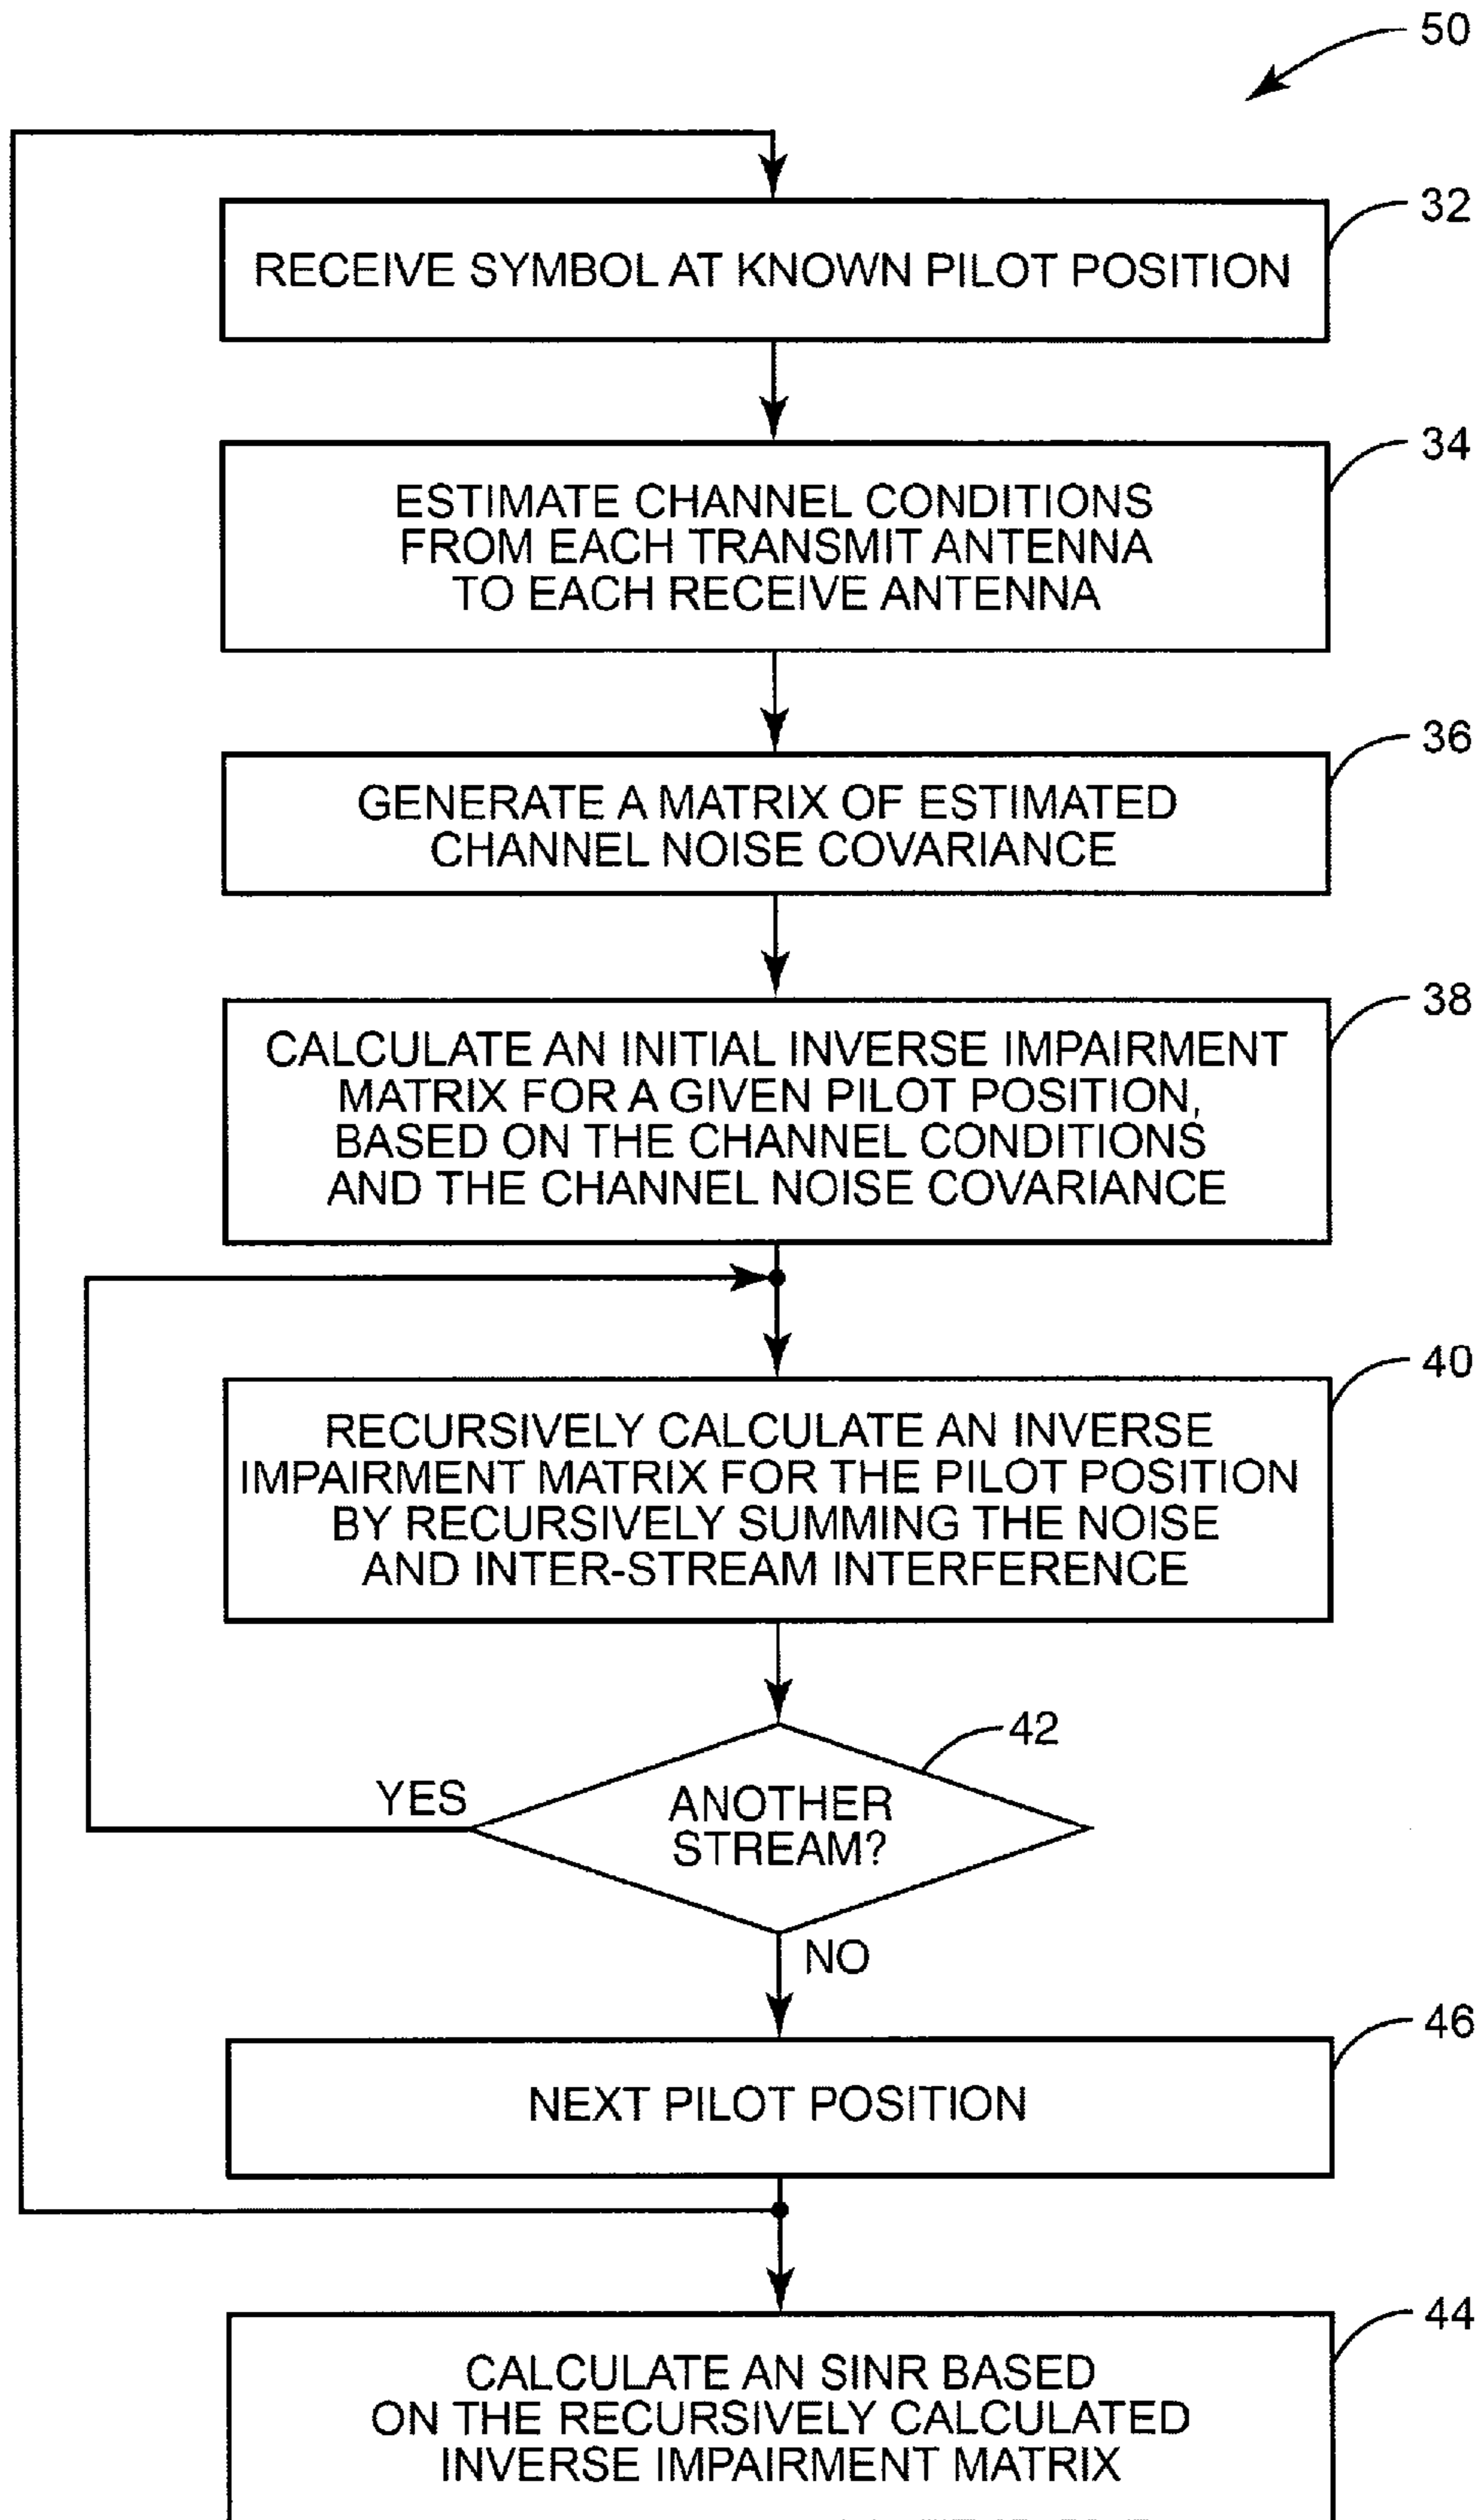 50
32
RECEIVE SYMBOL AT KNOWN PILOT POSITION
34
ESTIMATE CHANNEL CONDITIONS
FROM EACH TRANSMIT ANTENNA
TO EACH RECEIVE ANTENNA
36
GENERATE A MATRIX OF ESTIMATED
CHANNEL NOISE COVARIANCE
38
CALCULATE AN INITIAL INVERSE IMPAIRMENT
MATRIX FOR A GIVEN PILOT POSITION,
BASED ON THE CHANNEL CONDITIONS
AND THE CHANNEL NOISE COVARIANCE
40
RECURSIVELY CALCULATE AN INVERSE
IMPAIRMENT MATRIX FOR THE PILOT POSITION
BY RECURSIVELY SUMMING THE NOISE
AND INTER-STREAM INTERFERENCE
42
YES
ANOTHER
STREAM?
NO
46
NEXT PILOT POSITION
44
CALCULATE AN SINR BASED
ON THE RECURSIVELY CALCULATED
INVERSE IMPAIRMENT MATRIX